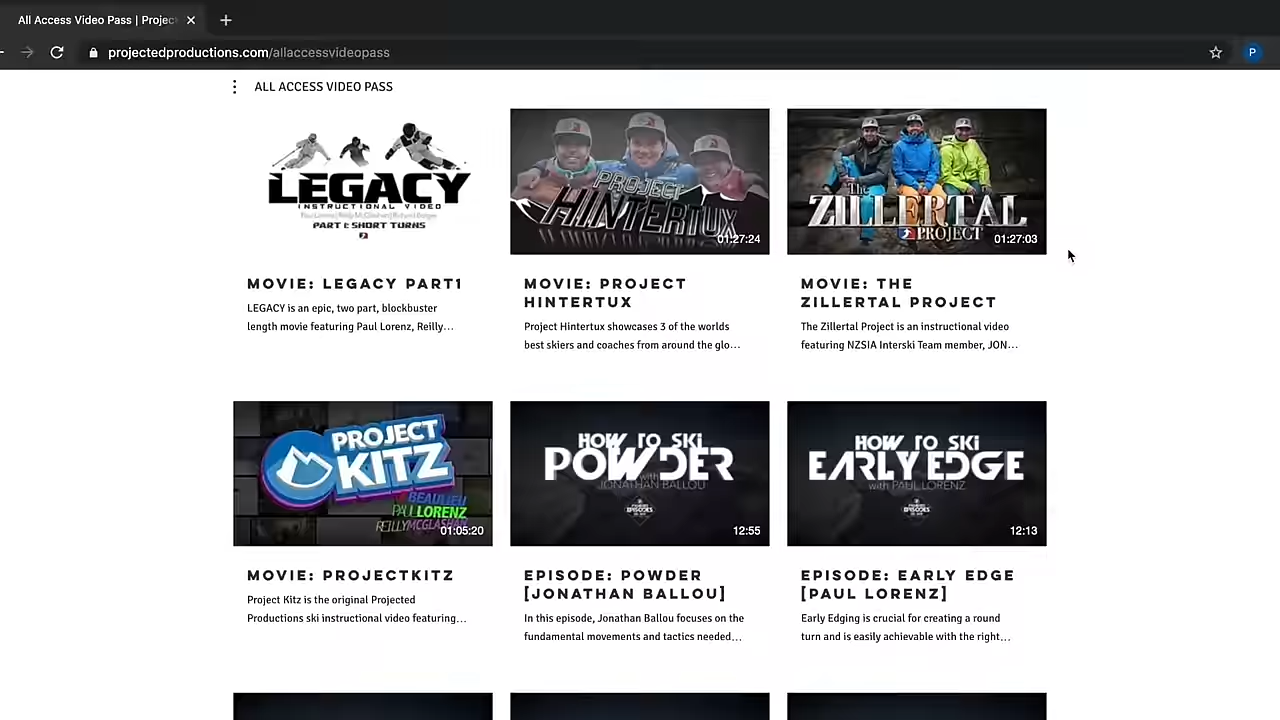 All Access Video Pass | Projec
projectedproductions.com/allaccessvideopass
P
ALL ACCESS VIDEO PASS
LEGACY
INSTRUCTIONAL VIDEO
PART 1: SHORT TURNS
PROJECT
HINTERTUX
01:27:24
The
ZILLERTAL
PROJECT
01:27:03
MOVIE: LEGACY PART1
LEGACY is an epic, two part, blockbuster
length movie featuring Paul Lorenz, Reilly...
MOVIE: PROJECT
HINTERTUX
Project Hintertux showcases 3 of the worlds
best skiers and coaches from around the glo...
MOVIE: THE
ZILLERTAL PROJECT
The Zillertal Project is an instructional video
featuring NZSIA Interski Team member, JON...
PROJECT
KITZ
BEAULIEU
PAULLORENZ
REILLYMCGLASHAN
01:05:20
HOW TO SKI
POWDER
with
JONATHAN BALLOU
12:55
HOW TO SKI
EARLY EDGE
with PAUL LORENZ
12:13
MOVIE: PROJECTKITZ
Project Kitz is the original Projected
Productions ski instructional video featuring...
EPISODE: POWDER
[JONATHAN BALLOU]
In this episode, Jonathan Ballou focuses on the
fundamental movements and tactics needed...
EPISODE: EARLY EDGE
[PAUL LORENZ]
Early Edging is crucial for creating a round
turn and is easily achievable with the right...